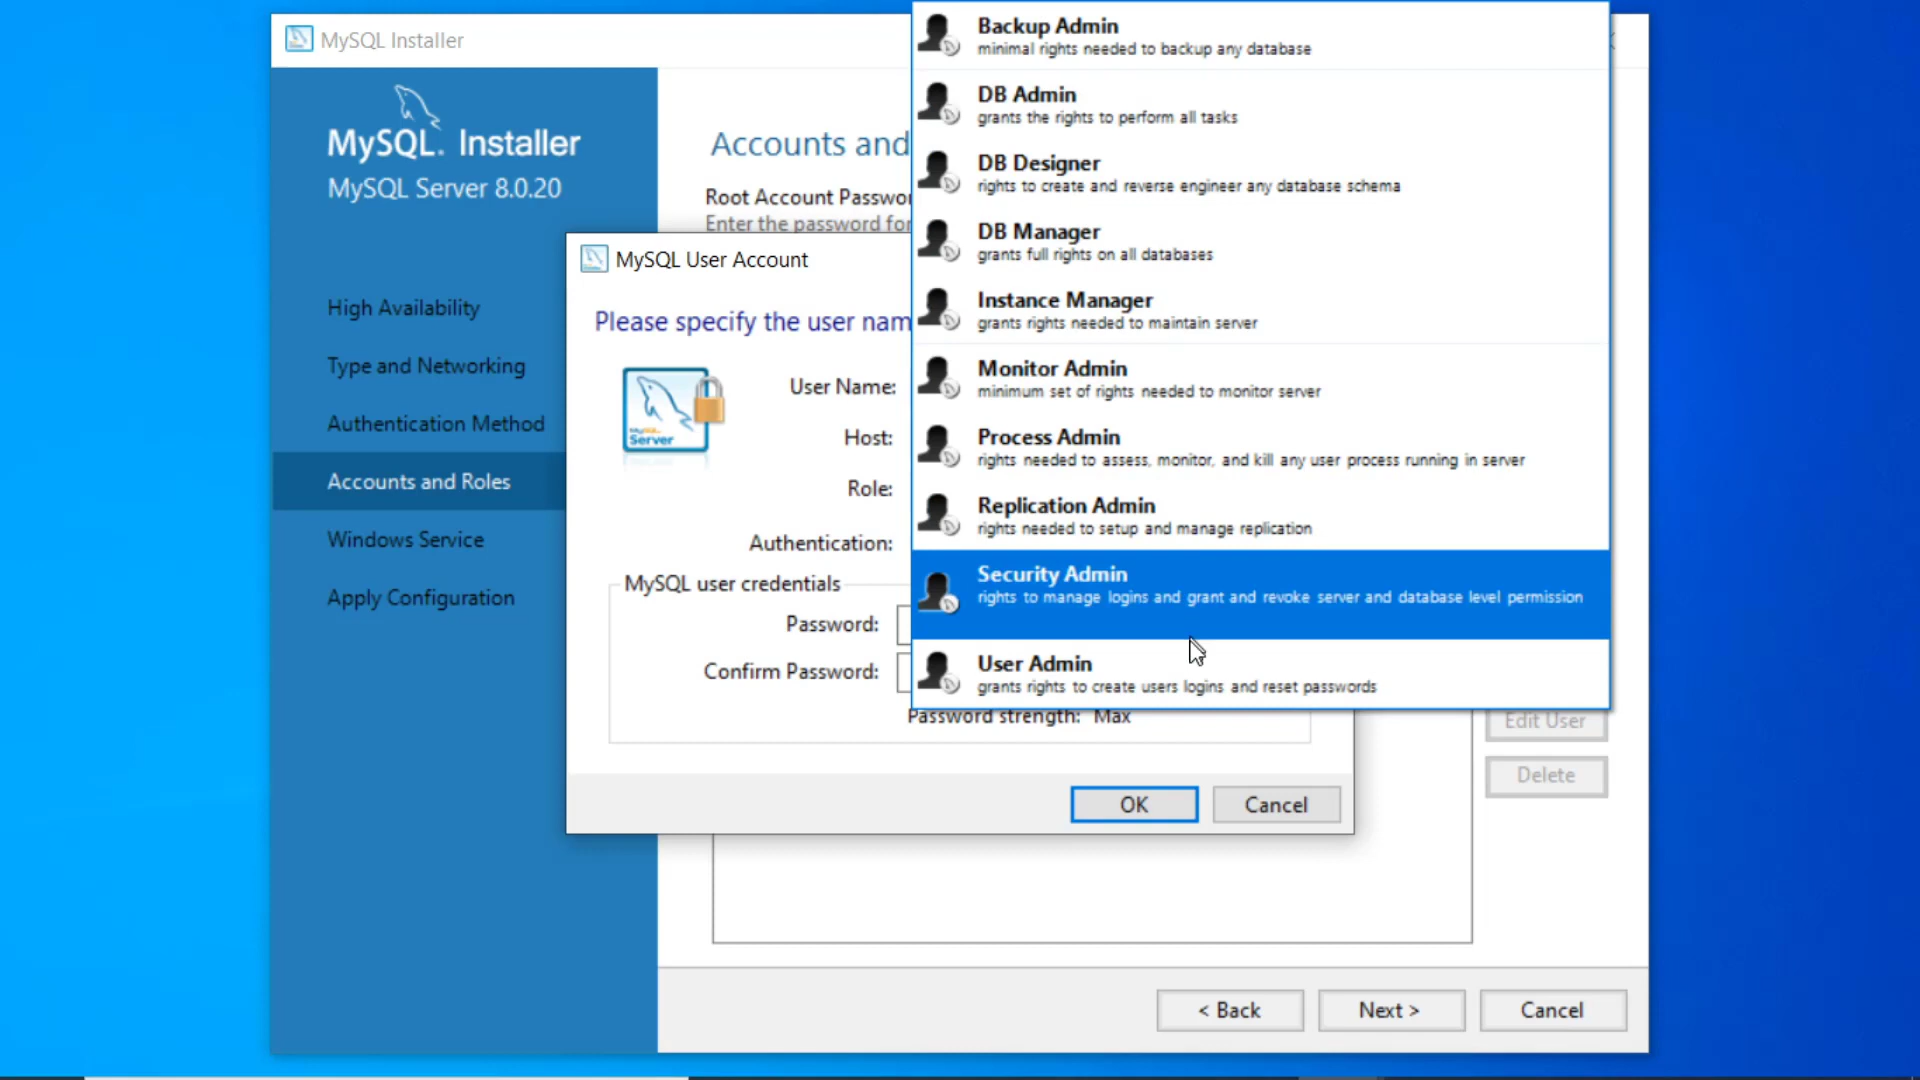 MySQL Installer
MySQL Installer
MySQL Server 8.0.20
High Availability
Type and Networking
Authentication Method
Accounts and Roles
Windows Service
Apply Configuration
Accounts and
Root Account Passwor
Enter the password for
MySQL User Account
Please specify the user nam
MySQL
Server
User Name:
Host:
Role:
Authentication:
MySQL user credentials
Password:
Confirm Password:
Password strength: Max
OK
Cancel
Backup Admin
minimal rights needed to backup any database
DB Admin
grants the rights to perform all tasks
DB Designer
rights to create and reverse engineer any database schema
DB Manager
grants full rights on all databases
Instance Manager
grants rights needed to maintain server
Monitor Admin
minimum set of rights needed to monitor server
Process Admin
rights needed to assess, monitor, and kill any user process running in server
Replication Admin
rights needed to setup and manage replication
Security Admin
rights to manage logins and grant and revoke server and database level permission
User Admin
grants rights to create users logins and reset passwords
Edit User
Delete
< Back
Next >
Cancel